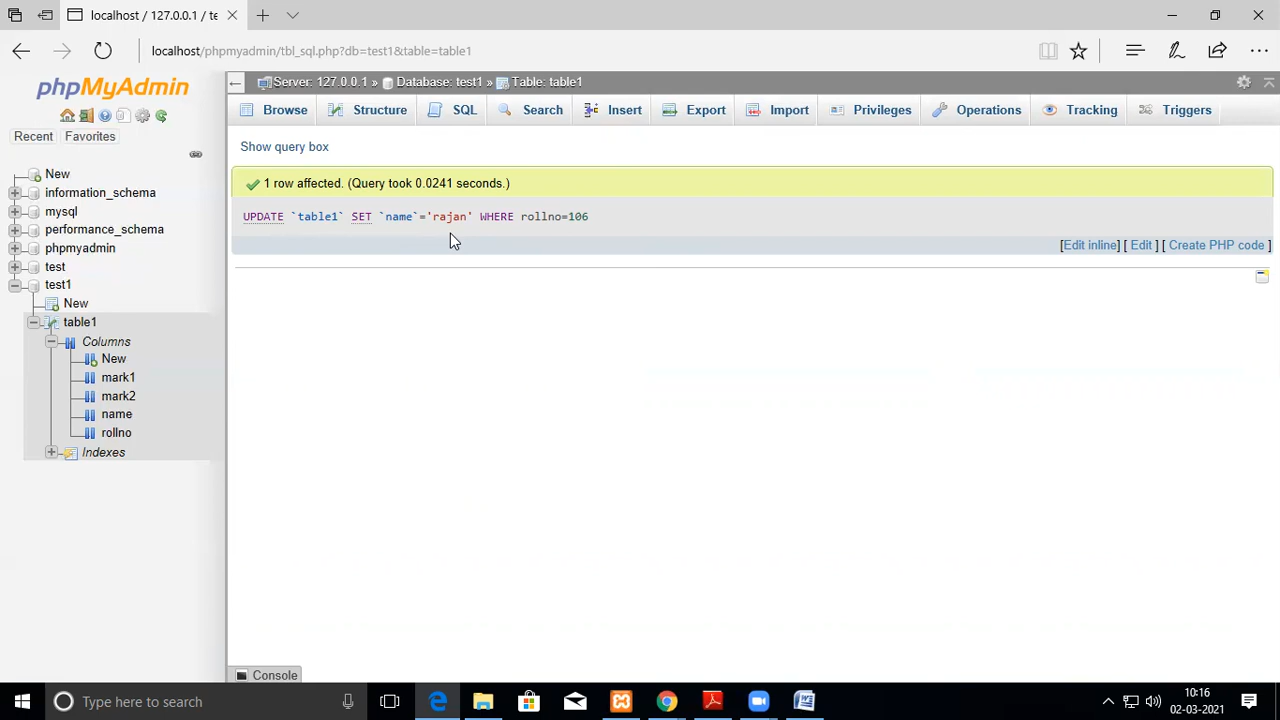 localhost / 127.0.0.1 / te
localhost/phpmyadmin/tbl_sql.php?db=test1&table=table1
phpMyAdmin
Recent Favorites
New
information_schema
mysql
performance_schema
phpmyadmin
test
test1
New
table1
Columns
New
mark1
mark2
name
rollno
Indexes
Server: 127.0.0.1 » Database: test1 » Table: table1
Browse Structure SQL Search Insert Export Import Privileges Operations Tracking Triggers
Show query box
1 row affected. (Query took 0.0241 seconds.)
UPDATE `table1` SET `name`='rajan' WHERE rollno=106
[Edit inline] [ Edit ] [ Create PHP code ]
Console
Type here to search
10:16
02-03-2021